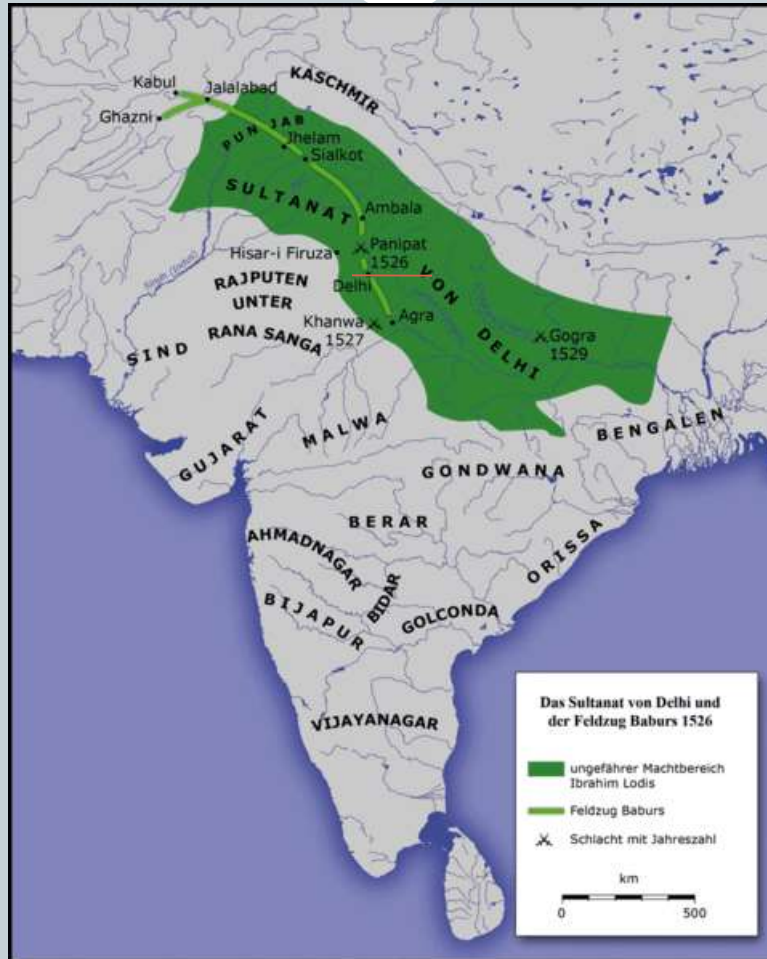 KASCHMIR
Kabul
Jalalabad
Ghazni
PUNJAB
Jhelam
Sialkot
SULTANAT VON DELHI
Ambala
Hisar-i Firuza
Panipat
1526
Delhi
RAJPUTEN
UNTER
RANA SANGA
Khanwa
1527
Agra
Gogra
1529
SIND
GUJARAT
MALWA
BENGALEN
GONDWANA
BERAR
ORISSA
AHMADNAGAR
BIDAR
BIJAPUR
GOLCONDA
VIJAYANAGAR
Das Sultanat von Delhi und
der Feldzug Baburs 1526
ungefährer Machtbereich
Ibrahim Lodis
Feldzug Baburs
Schlacht mit Jahreszahl
km
0 500